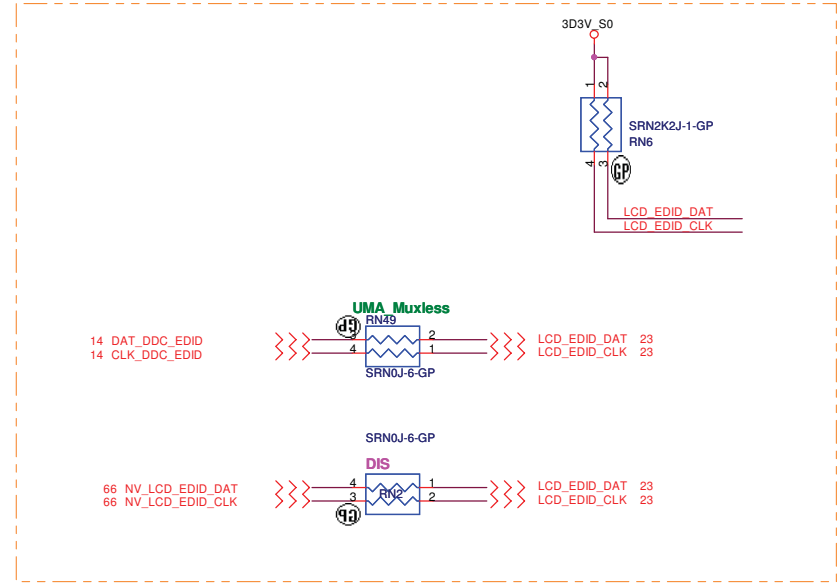 3D3V_S0
1 2
SRN2K2J-1-GP
RN6
4 3
GP
LCD_EDID_DAT
LCD_EDID_CLK
UMA_Muxless
GP
RN49
14 DAT_DDC_EDID 3 2 LCD_EDID_DAT 23
14 CLK_DDC_EDID 4 1 LCD_EDID_CLK 23
SRN0J-6-GP
SRN0J-6-GP
DIS
66 NV_LCD_EDID_DAT 4 1 LCD_EDID_DAT 23
RN2
66 NV_LCD_EDID_CLK 3 2 LCD_EDID_CLK 23
GP